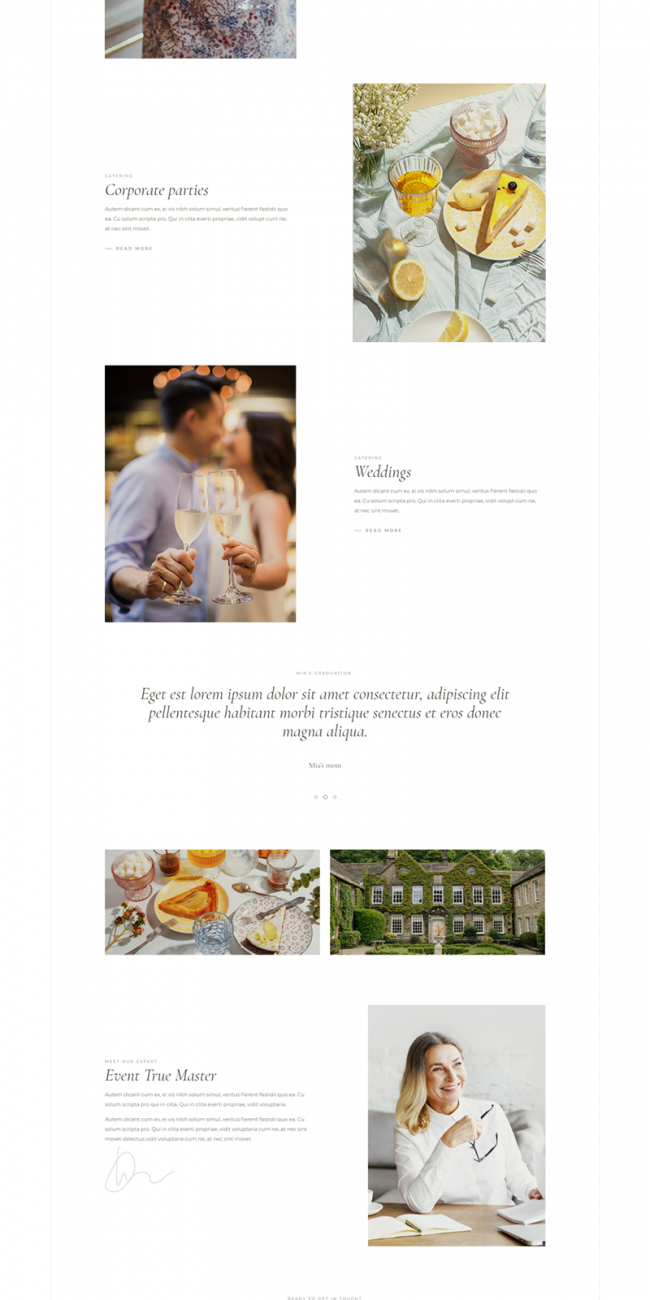 CATERING
Corporate parties
Autem dicant cum ex, ei vis nibh solum simul, veritus fierent fastidii quo
ea. Cu solum scripta pro. Qui in clita everti propriae, vidit volupt cum ne,
at nec sint movet.
READ MORE
CATERING
Weddings
Autem dicant cum ex, ei vis nibh solum simul, veritus fierent fastidii quo
ea. Cu solum scripta pro. Qui in clita everti propriae, vidit volupt cum ne,
at nec sint movet.
READ MORE
MIA'S GRADUATION:
Eget est lorem ipsum dolor sit amet consectetur, adipiscing elit
pellentesque habitant morbi tristique senectus et eros donec
magna aliqua.
Mia's mom
MEET OUR EXPERT
Event True Master
Autem dicant cum ex, ei vis nibh solum simul, veritus fierent fastidii quo ea. Cu
solum scripta pro qui in clita. Qui in clita everti propriae, vidit voluptaria.
Autem dicant cum ex, ei vis nibh solum simul, veritus fierent fastidii quo ea. Cu
solum scripta pro. Qui in clita everti propriae, vidit voluptaria cum ne, at nec sint
movet delectus vidit voluptaria cum ne, at nec sint movet.
READY TO GET IN TOUCH?